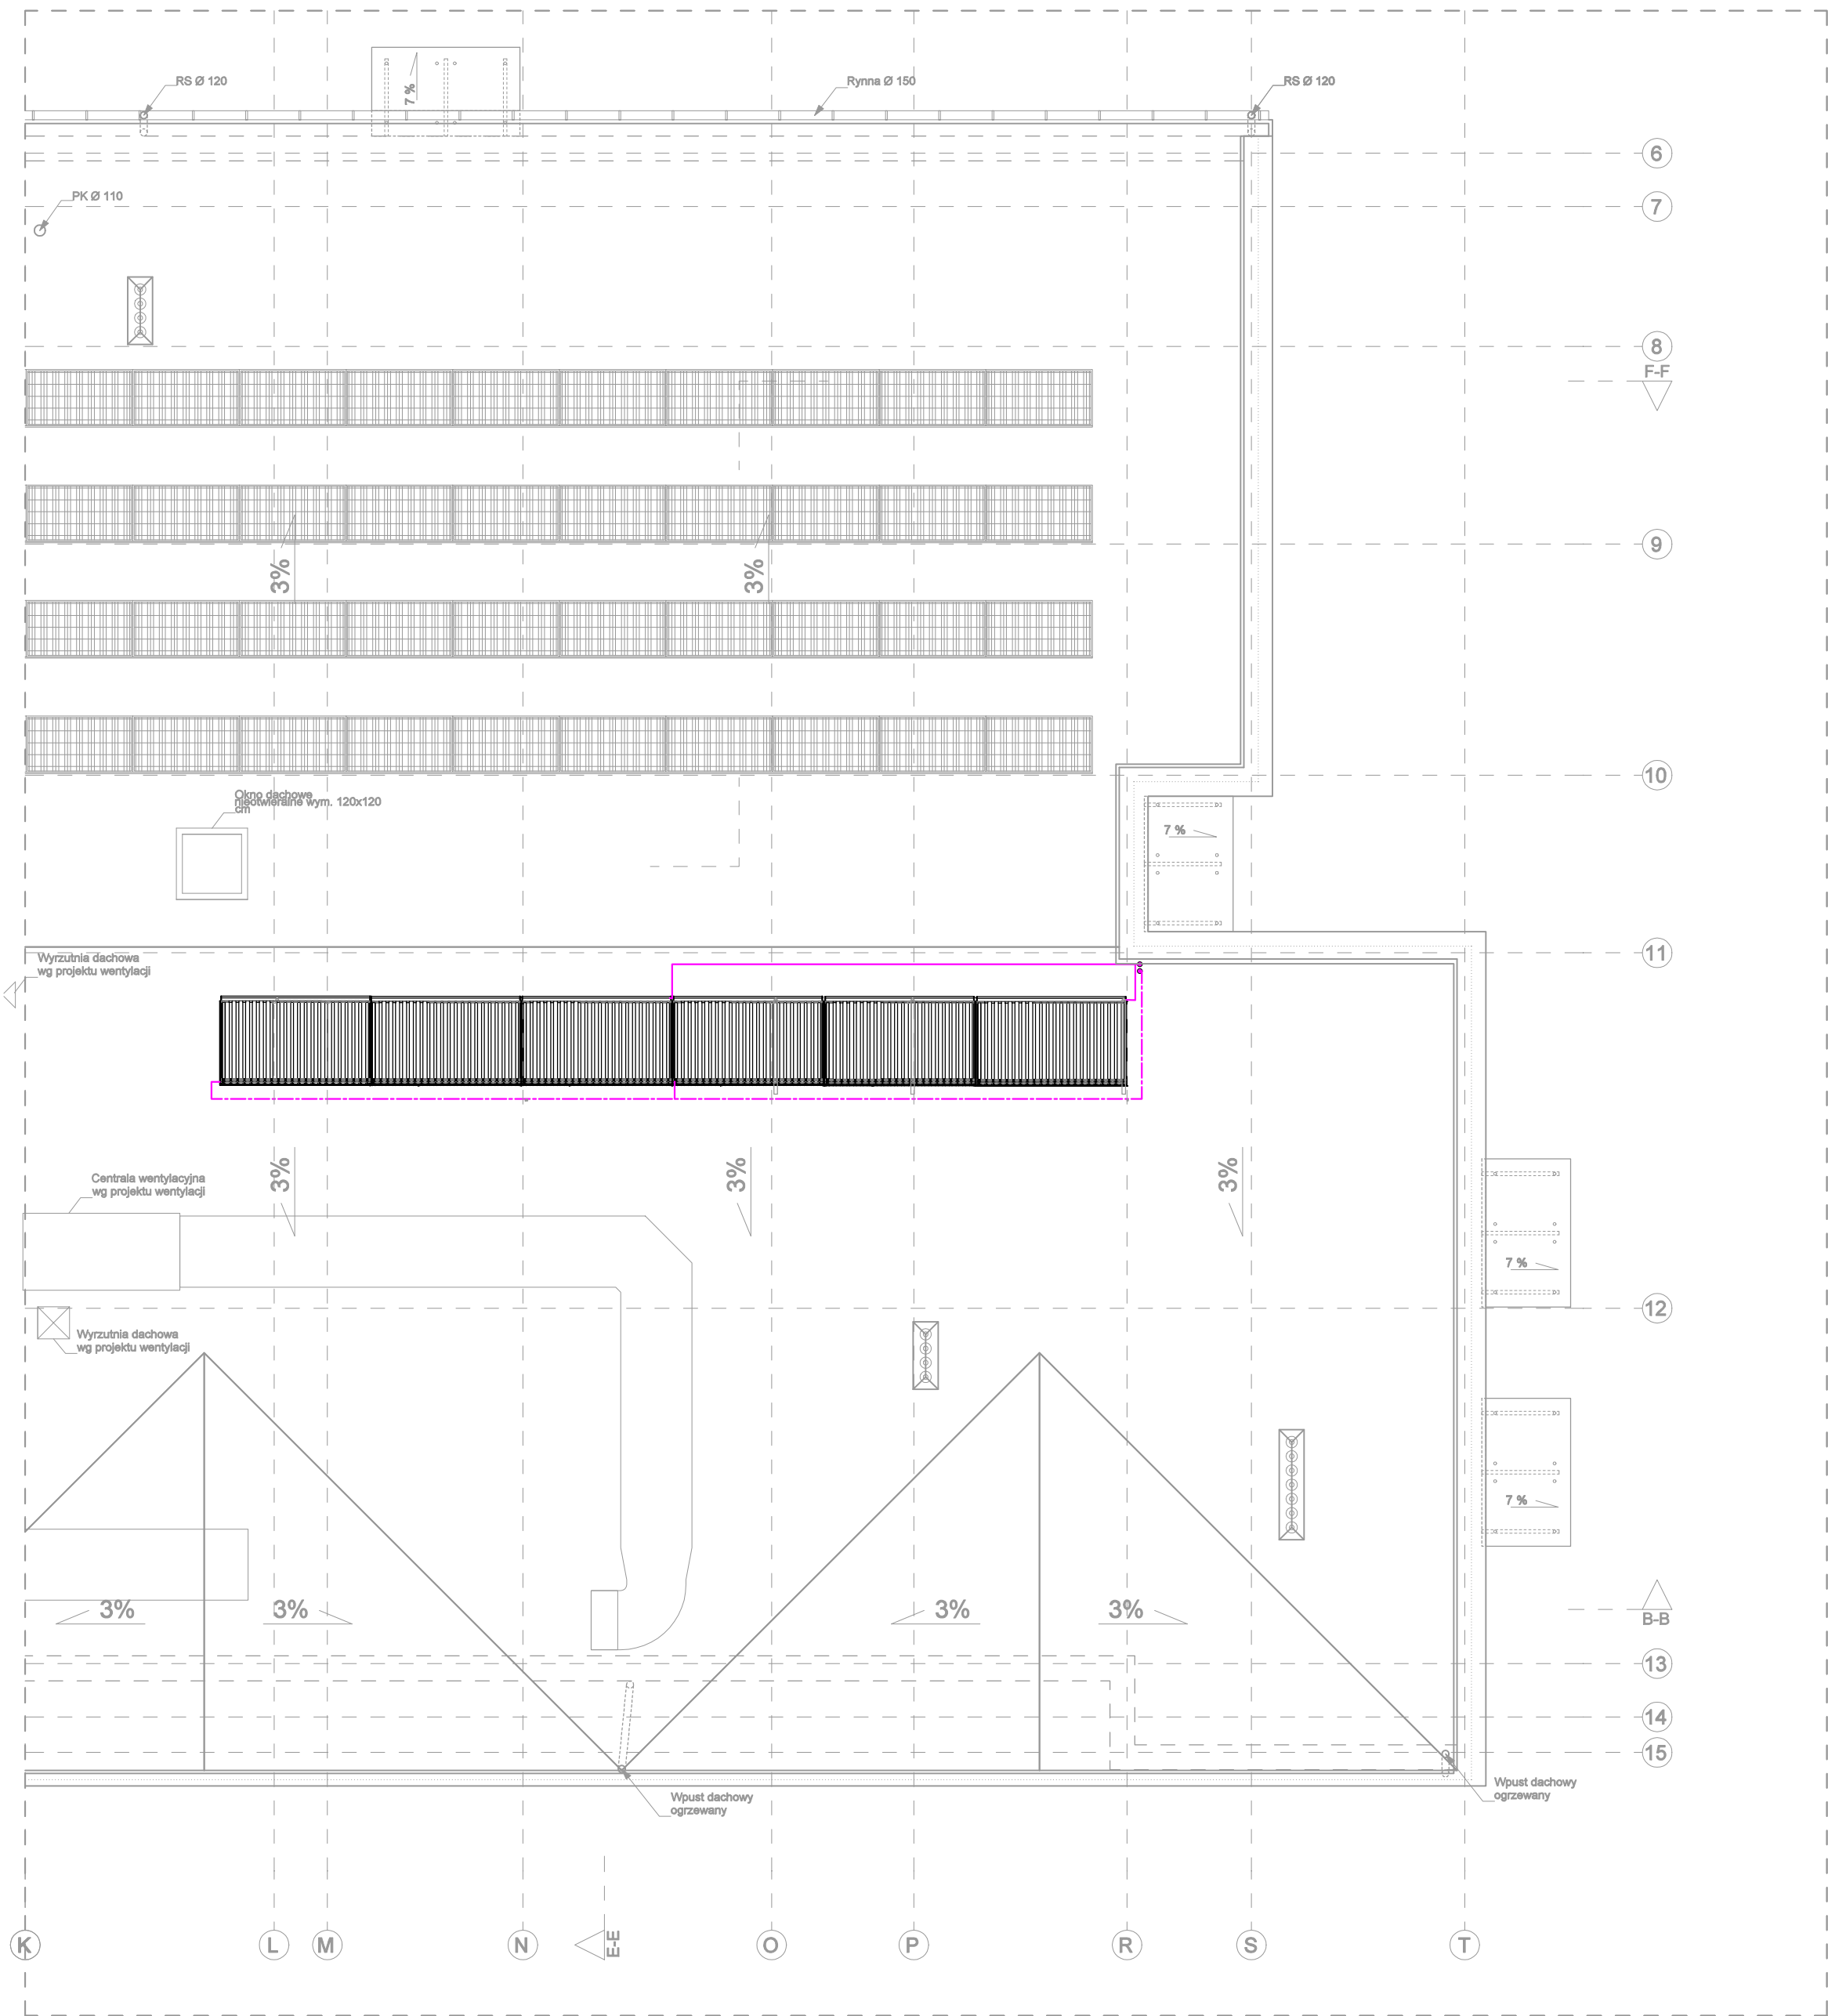 RS Ø 120
7 %
Rynna Ø 150
RS Ø 120
6
PK Ø 110
7
8
F-F
9
3%
3%
10
Okno dachowe
nieotwieralne wym. 120x120
cm
7 %
11
Wyrzutnia dachowa
wg projektu wentylacji
3%
3%
3%
Centrala wentylacyjna
wg projektu wentylacji
7 %
12
Wyrzutnia dachowa
wg projektu wentylacji
7 %
3%
3%
3%
3%
B-B
13
14
15
Wpust dachowy
ogrzewany
Wpust dachowy
ogrzewany
K
L
M
N
E-E
O
P
R
S
T